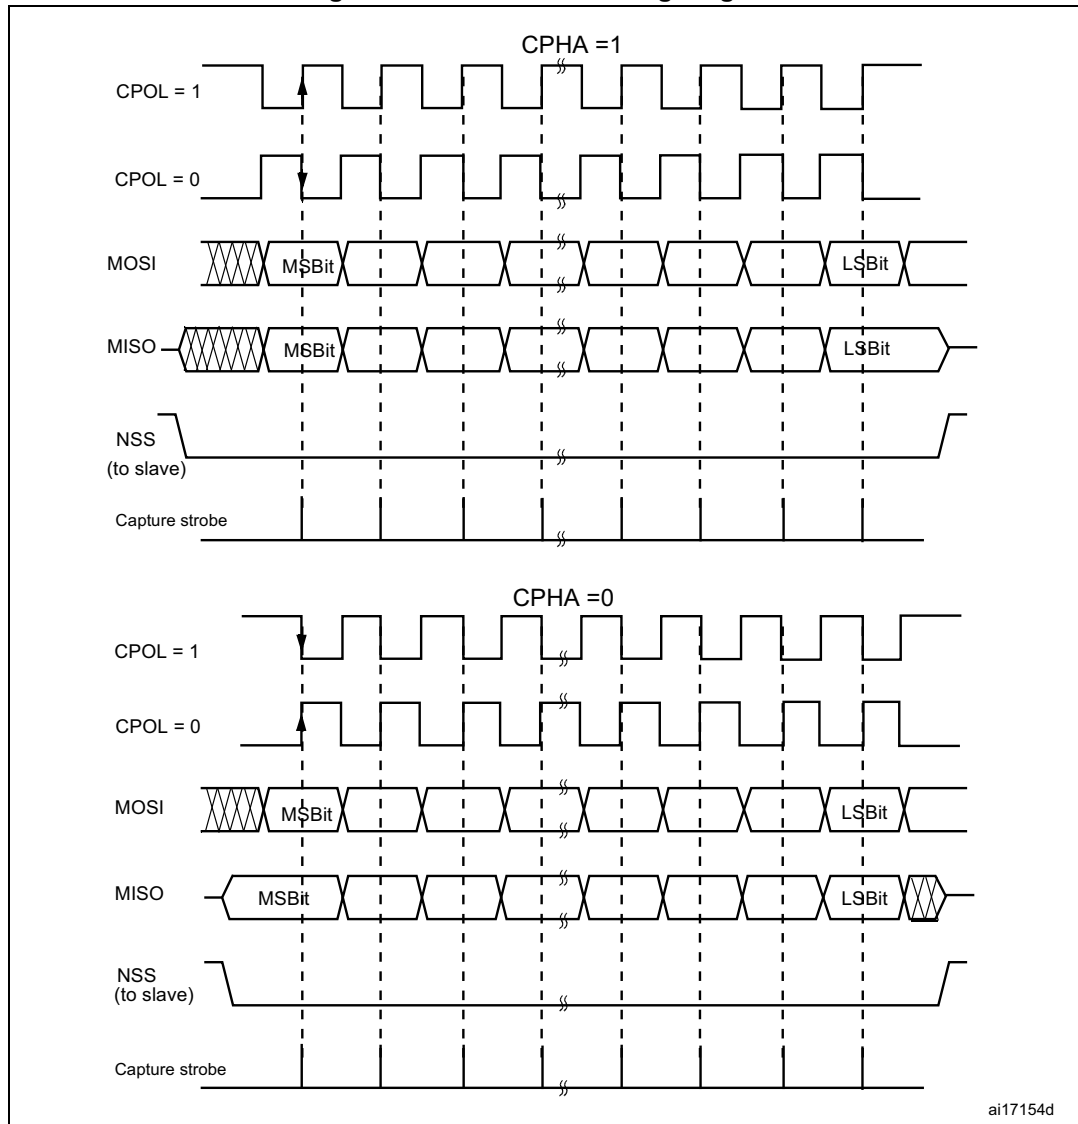 CPHA =1
CPOL = 1
CPOL = 0
MOSI MSBit LSBit
MISO MSBit LSBit
NSS
(to slave)
Capture strobe
CPHA =0
CPOL = 1
CPOL = 0
MOSI MSBit LSBit
MISO MSBit LSBit
NSS
(to slave)
Capture strobe
ai17154d